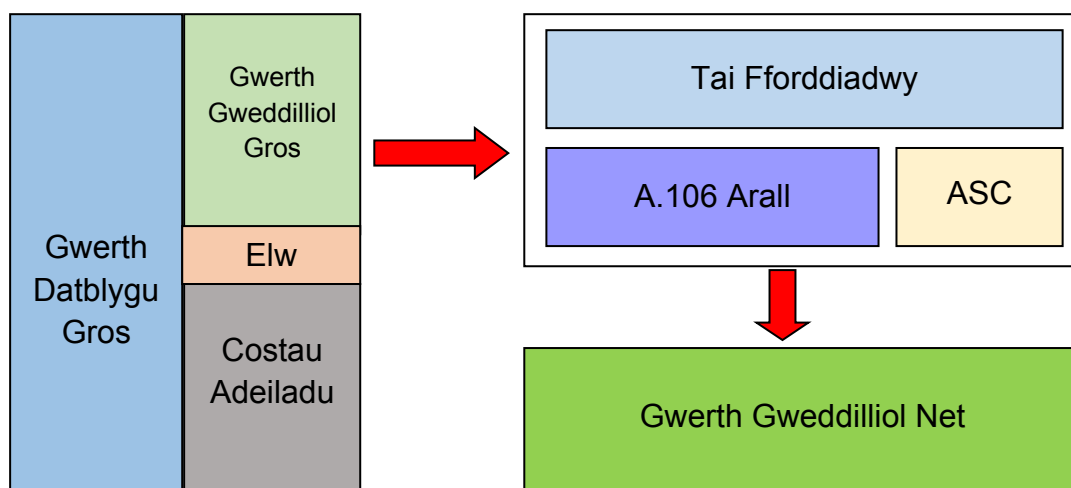 Gwerth
Datblygu
Gros
Gwerth
Gweddilliol
Gros
Elw
Costau
Adeiladu
Tai Fforddiadwy
A.106 Arall
ASC
Gwerth Gweddilliol Net